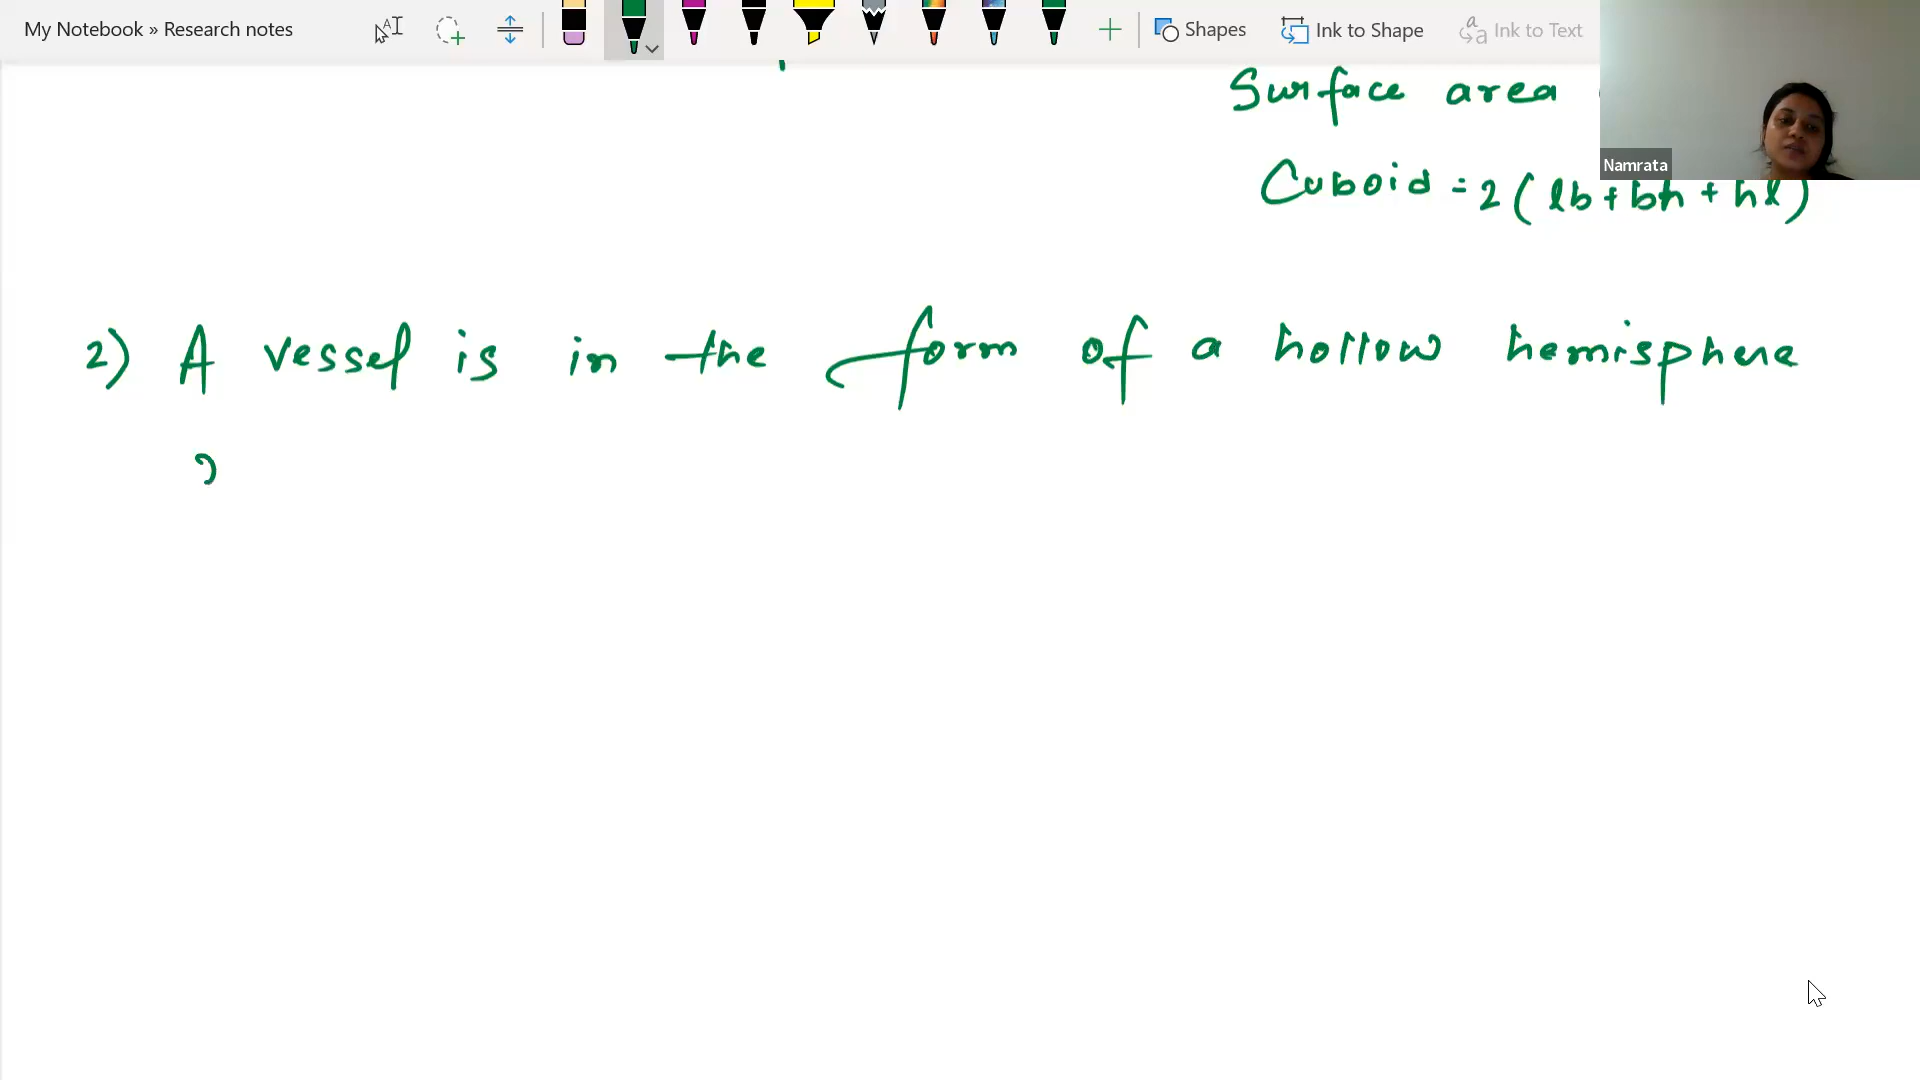 My Notebook » Research notes
Shapes
Ink to Shape
Ink to Text
Namrata
Surface area
Cuboid = 2 ( lb + bh + hl )
2) A vessel is in the form of a hollow hemisphere